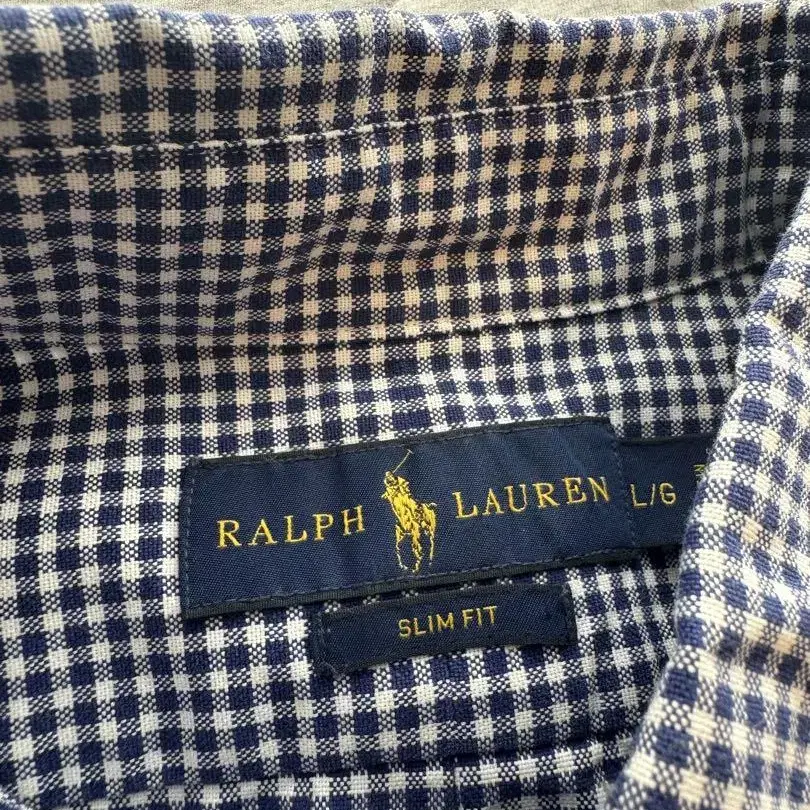 RALPH LAUREN
L/G
SLIM FIT